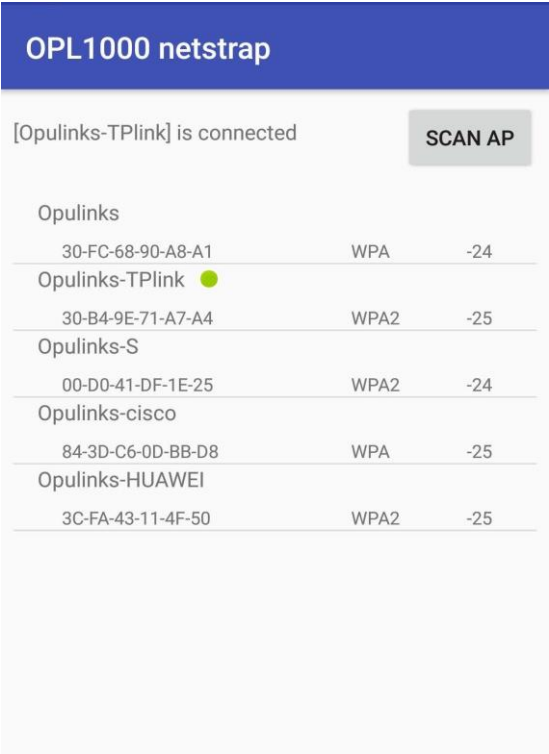 OPL1000 netstrap
[Opulinks-TPlink] is connected
SCAN AP
Opulinks
30-FC-68-90-A8-A1 WPA -24
Opulinks-TPlink
30-B4-9E-71-A7-A4 WPA2 -25
Opulinks-S
00-D0-41-DF-1E-25 WPA2 -24
Opulinks-cisco
84-3D-C6-0D-BB-D8 WPA -25
Opulinks-HUAWEI
3C-FA-43-11-4F-50 WPA2 -25